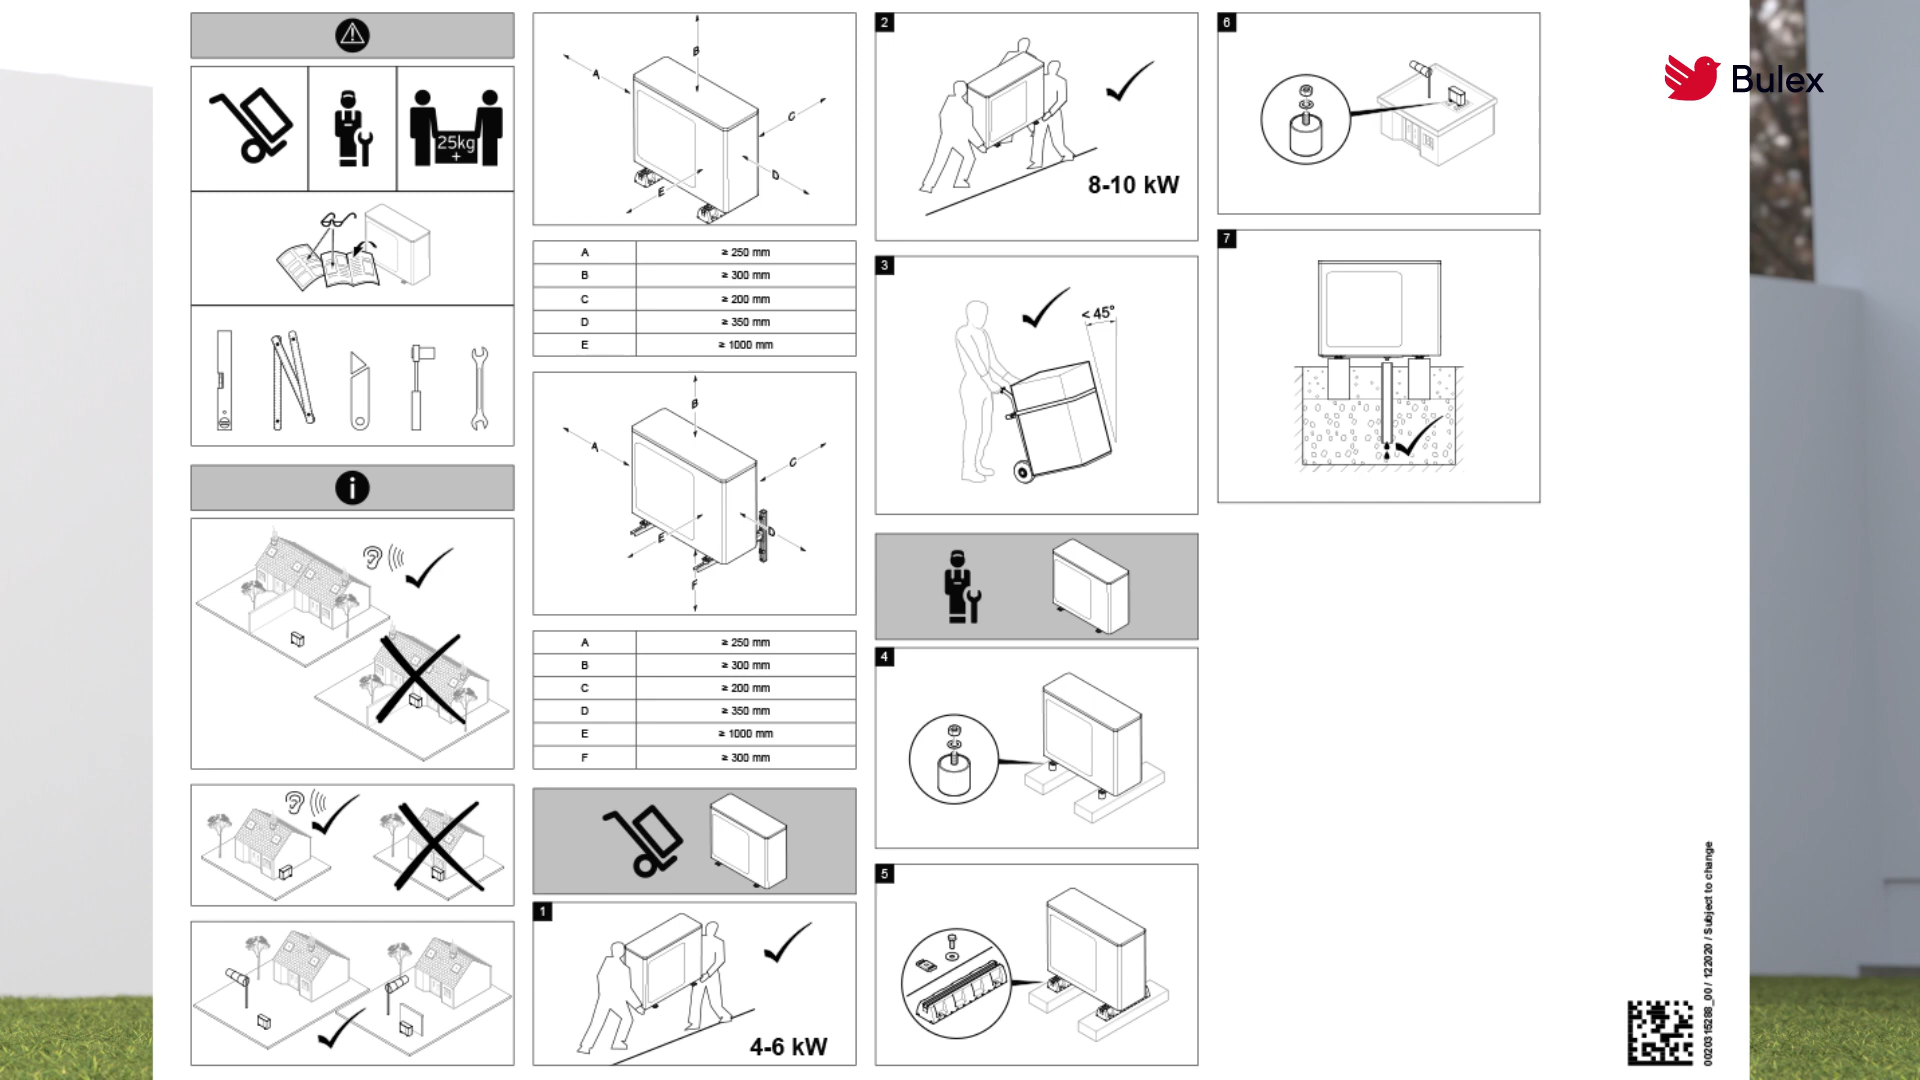 25kg
+
i
A
B
C
D
E
A ≥ 250 mm
B ≥ 300 mm
C ≥ 200 mm
D ≥ 350 mm
E ≥ 1000 mm
A
B
C
D
E
F
A ≥ 250 mm
B ≥ 300 mm
C ≥ 200 mm
D ≥ 350 mm
E ≥ 1000 mm
F ≥ 300 mm
1
4-6 kW
2
8-10 kW
3
< 45°
4
5
6
7
Bulex
0020315288_00 / 122020 / Subject to change